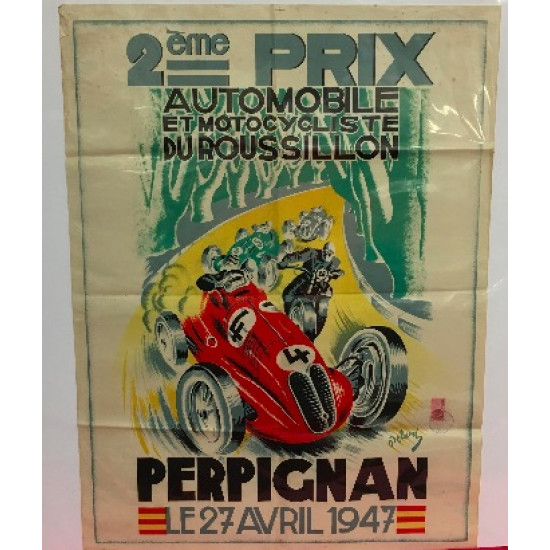 2ème PRIX
AUTOMOBILE
ET MOTOCYCLISTE
DU ROUSSILLON
4
4
PERPIGNAN
LE 27 AVRIL 1947